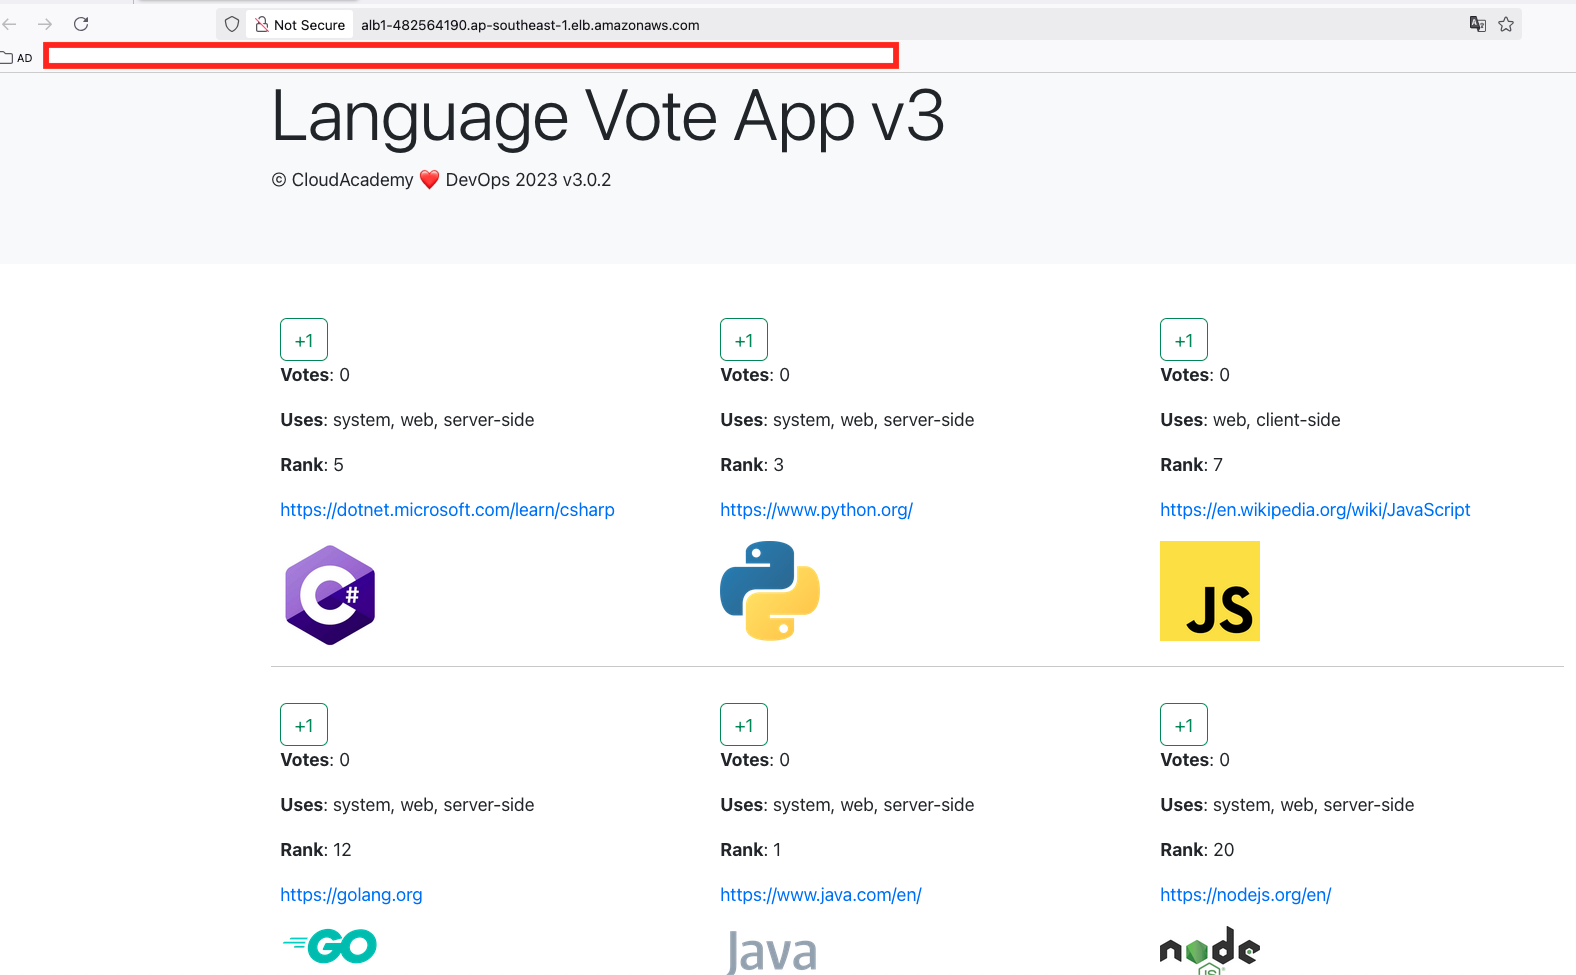 Not Secure alb1-482564190.ap-southeast-1.elb.amazonaws.com
AD
Language Vote App v3
© CloudAcademy ❤️ DevOps 2023 v3.0.2
+1 +1 +1
Votes: 0 Votes: 0 Votes: 0
Uses: system, web, server-side Uses: system, web, server-side Uses: web, client-side
Rank: 5 Rank: 3 Rank: 7
https://dotnet.microsoft.com/learn/csharp https://www.python.org/ https://en.wikipedia.org/wiki/JavaScript
C# JS
+1 +1 +1
Votes: 0 Votes: 0 Votes: 0
Uses: system, web, server-side Uses: system, web, server-side Uses: system, web, server-side
Rank: 12 Rank: 1 Rank: 20
https://golang.org https://www.java.com/en/ https://nodejs.org/en/
GO Java node
JS